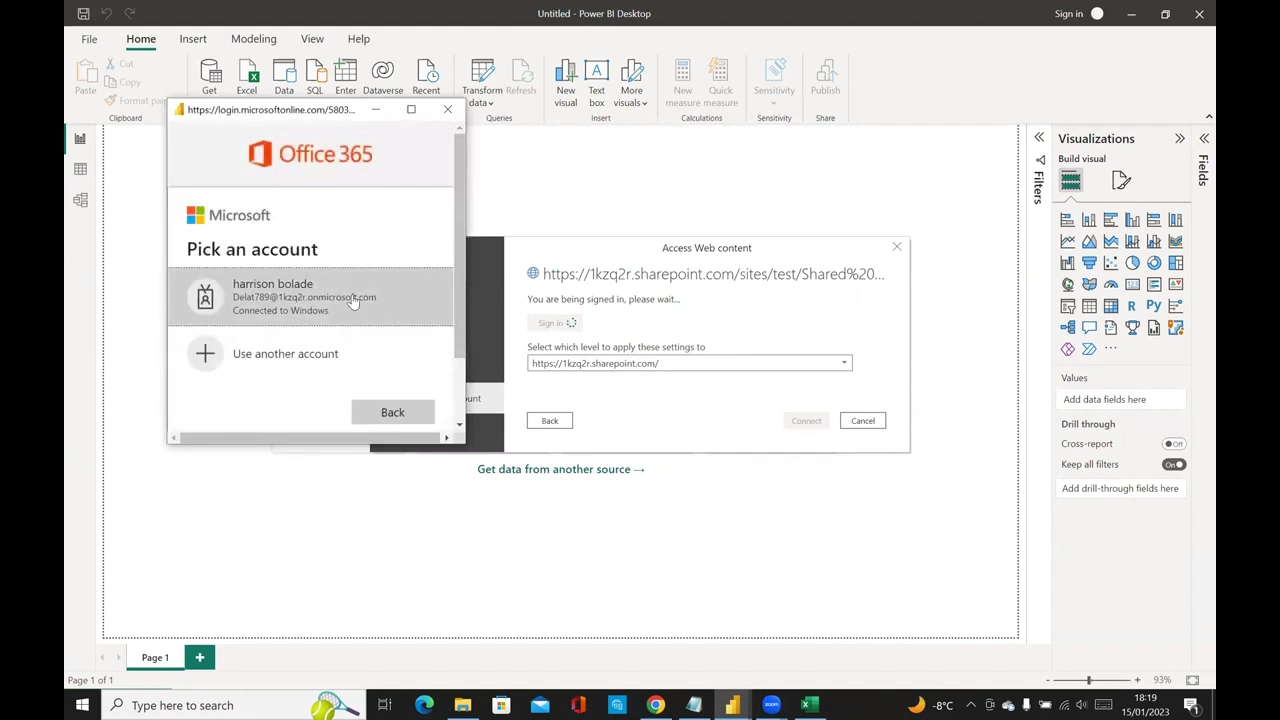 Untitled - Power BI Desktop
Sign in
File
Home
Insert
Modeling
View
Help
Paste
Cut
Copy
Format pai
Clipboard
Get
Excel
Data
SQL
Enter
Dataverse
Recent
Transform
data
Refresh
Queries
New
visual
Text
box
More
visuals
Insert
New
measure
Quick
measure
Calculations
Sensitivity
Sensitivity
Publish
Share
https://login.microsoftonline.com/5803...
Office 365
Microsoft
Pick an account
harrison bolade
Delat789@1kzq2r.onmicrosoft.com
Connected to Windows
Use another account
Back
Access Web content
https://1kzq2r.sharepoint.com/sites/test/Shared%20...
You are being signed in, please wait...
Sign in
Select which level to apply these settings to
https://1kzq2r.sharepoint.com/
ount
Back
Connect
Cancel
Get data from another source →
Filters
Visualizations
Build visual
R
Py
Values
Add data fields here
Drill through
Cross-report
Off
Keep all filters
On
Add drill-through fields here
Fields
Page 1
Page 1 of 1
93%
Type here to search
-8°C
18:19
15/01/2023
1